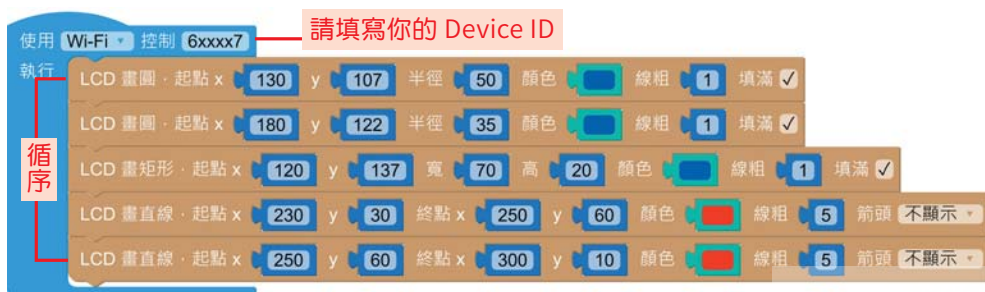 請填寫你的 Device ID
使用 Wi-Fi 控制 6xxxx7
執行
LCD 畫圓．起點 x 130 y 107 半徑 50 顏色 線粗 1 填滿
LCD 畫圓．起點 x 180 y 122 半徑 35 顏色 線粗 1 填滿
循序
LCD 畫矩形．起點 x 120 y 137 寬 70 高 20 顏色 線粗 1 填滿
LCD 畫直線．起點 x 230 y 30 終點 x 250 y 60 顏色 線粗 5 箭頭 不顯示
LCD 畫直線．起點 x 250 y 60 終點 x 300 y 10 顏色 線粗 5 箭頭 不顯示